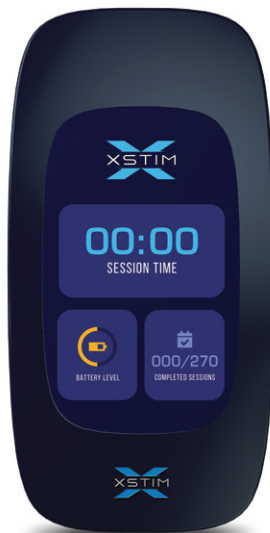 XSTIM
00:00
SESSION TIME
BATTERY LEVEL
000/270
COMPLETED SESSIONS
XSTIM